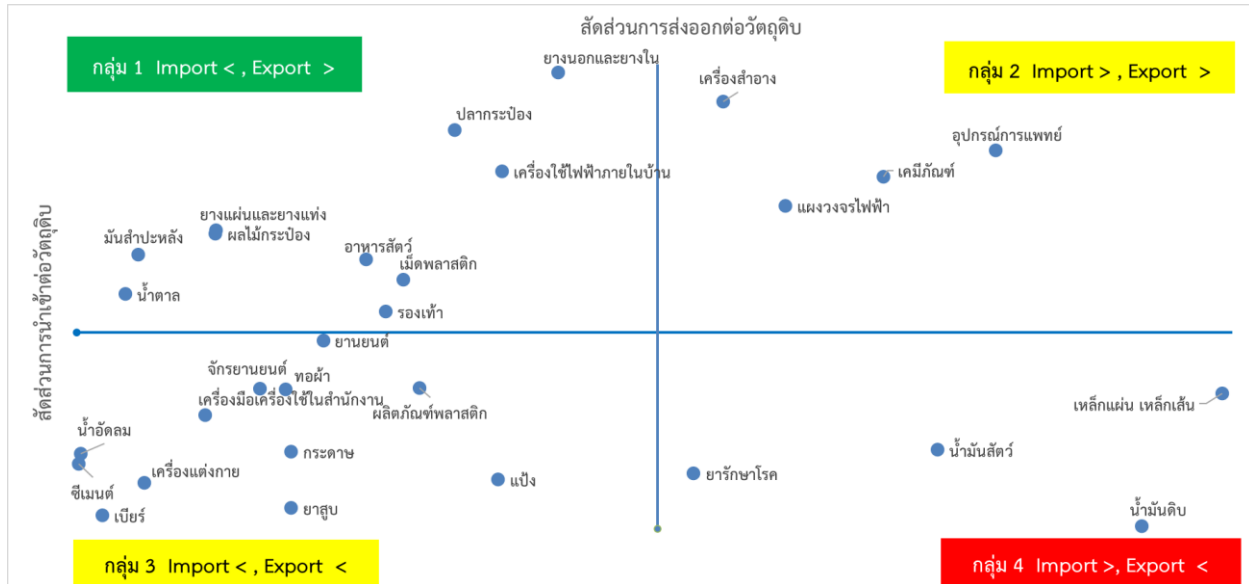 สัดส่วนการส่งออกต่อวัตถุดิบ
กลุ่ม 1 Import < , Export >
กลุ่ม 2 Import > , Export >
ยางนอกและยางใน
เครื่องสำอาง
ปลากระป๋อง
อุปกรณ์การแพทย์
เครื่องใช้ไฟฟ้าภายในบ้าน
เคมีภัณฑ์
แผงวงจรไฟฟ้า
ยางแผ่นและยางแท่ง
ผลไม้กระป๋อง
มันสำปะหลัง
อาหารสัตว์
เม็ดพลาสติก
น้ำตาล
รองเท้า
สัดส่วนการนำเข้าต่อวัตถุดิบ
ยานยนต์
จักรยานยนต์
ทอผ้า
เครื่องมือเครื่องใช้ในสำนักงาน
ผลิตภัณฑ์พลาสติก
เหล็กแผ่น เหล็กเส้น
น้ำอัดลม
กระดาษ
น้ำมันสัตว์
เครื่องแต่งกาย
ซีเมนต์
แป้ง
ยารักษาโรค
เบียร์
ยาสูบ
น้ำมันดิบ
กลุ่ม 3 Import < , Export <
กลุ่ม 4 Import >, Export <